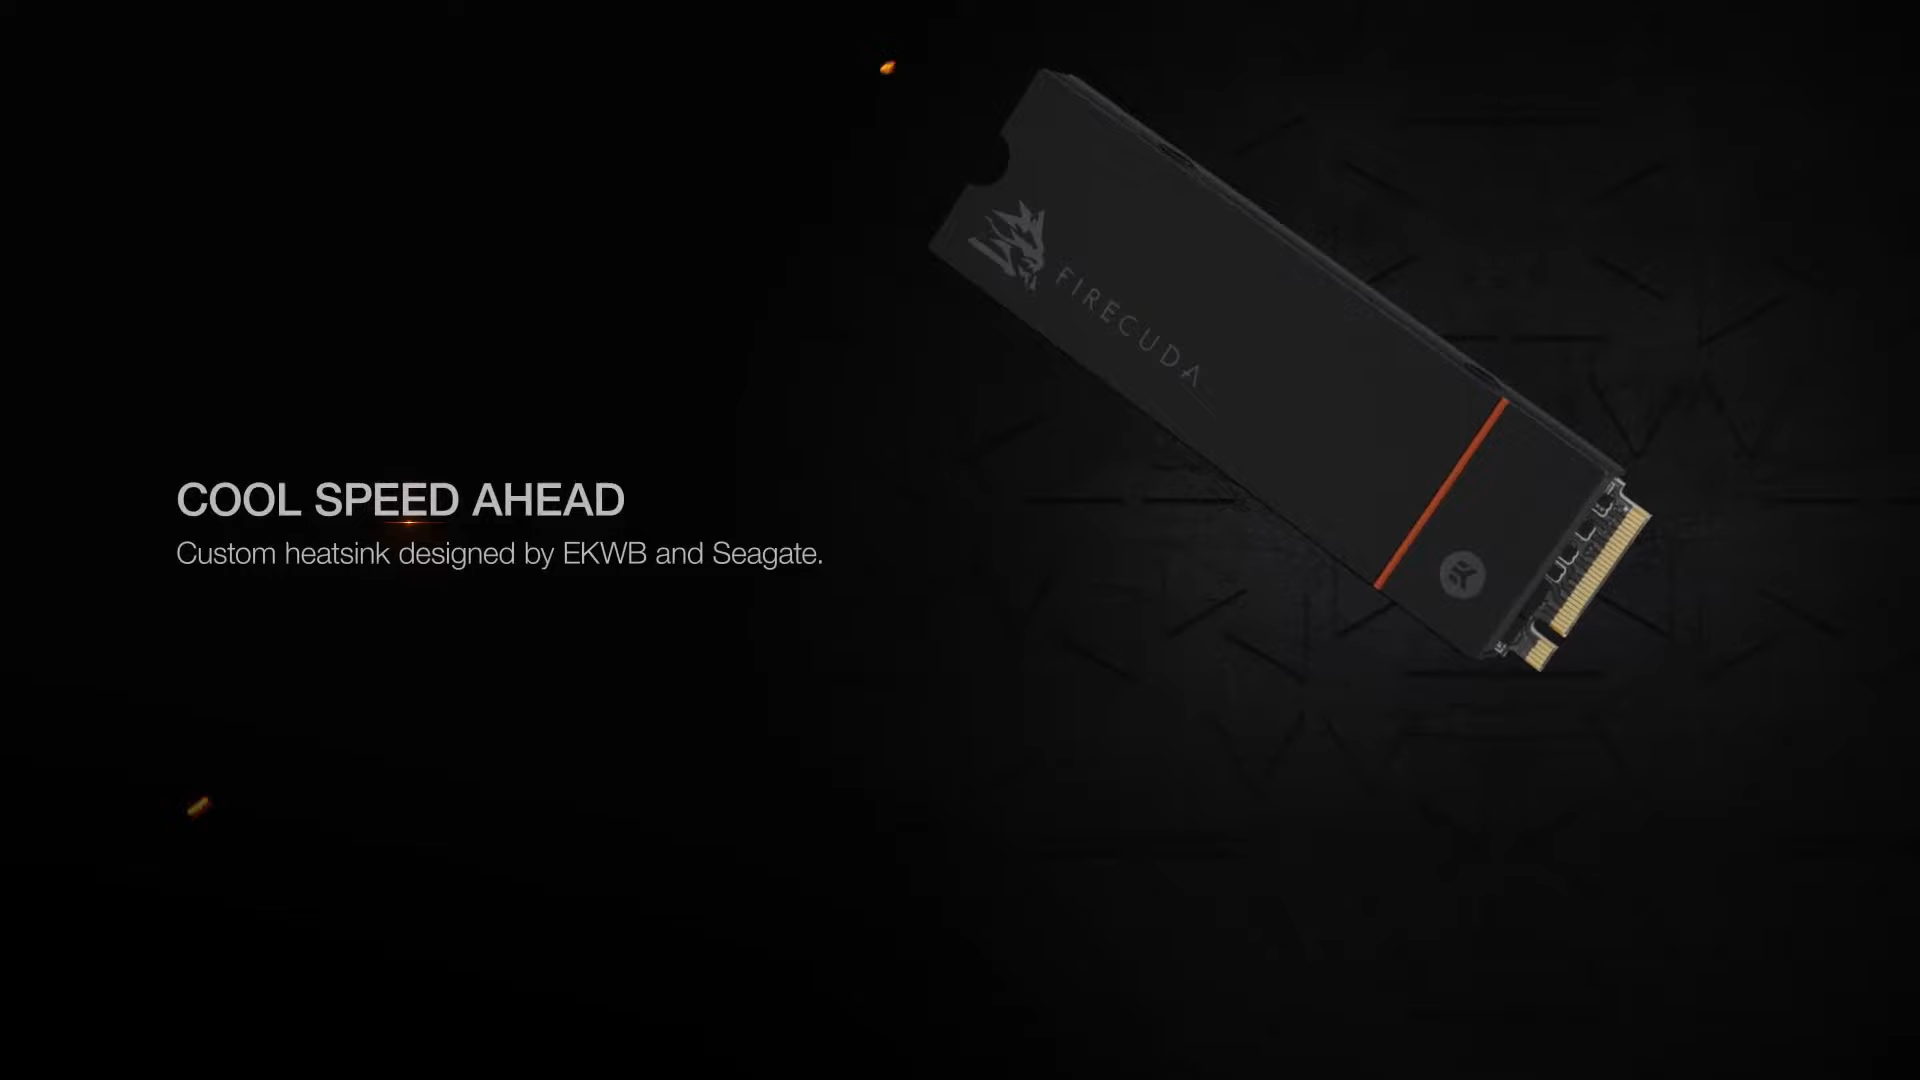 FIRECUDA
COOL SPEED AHEAD
Custom heatsink designed by EKWB and Seagate.